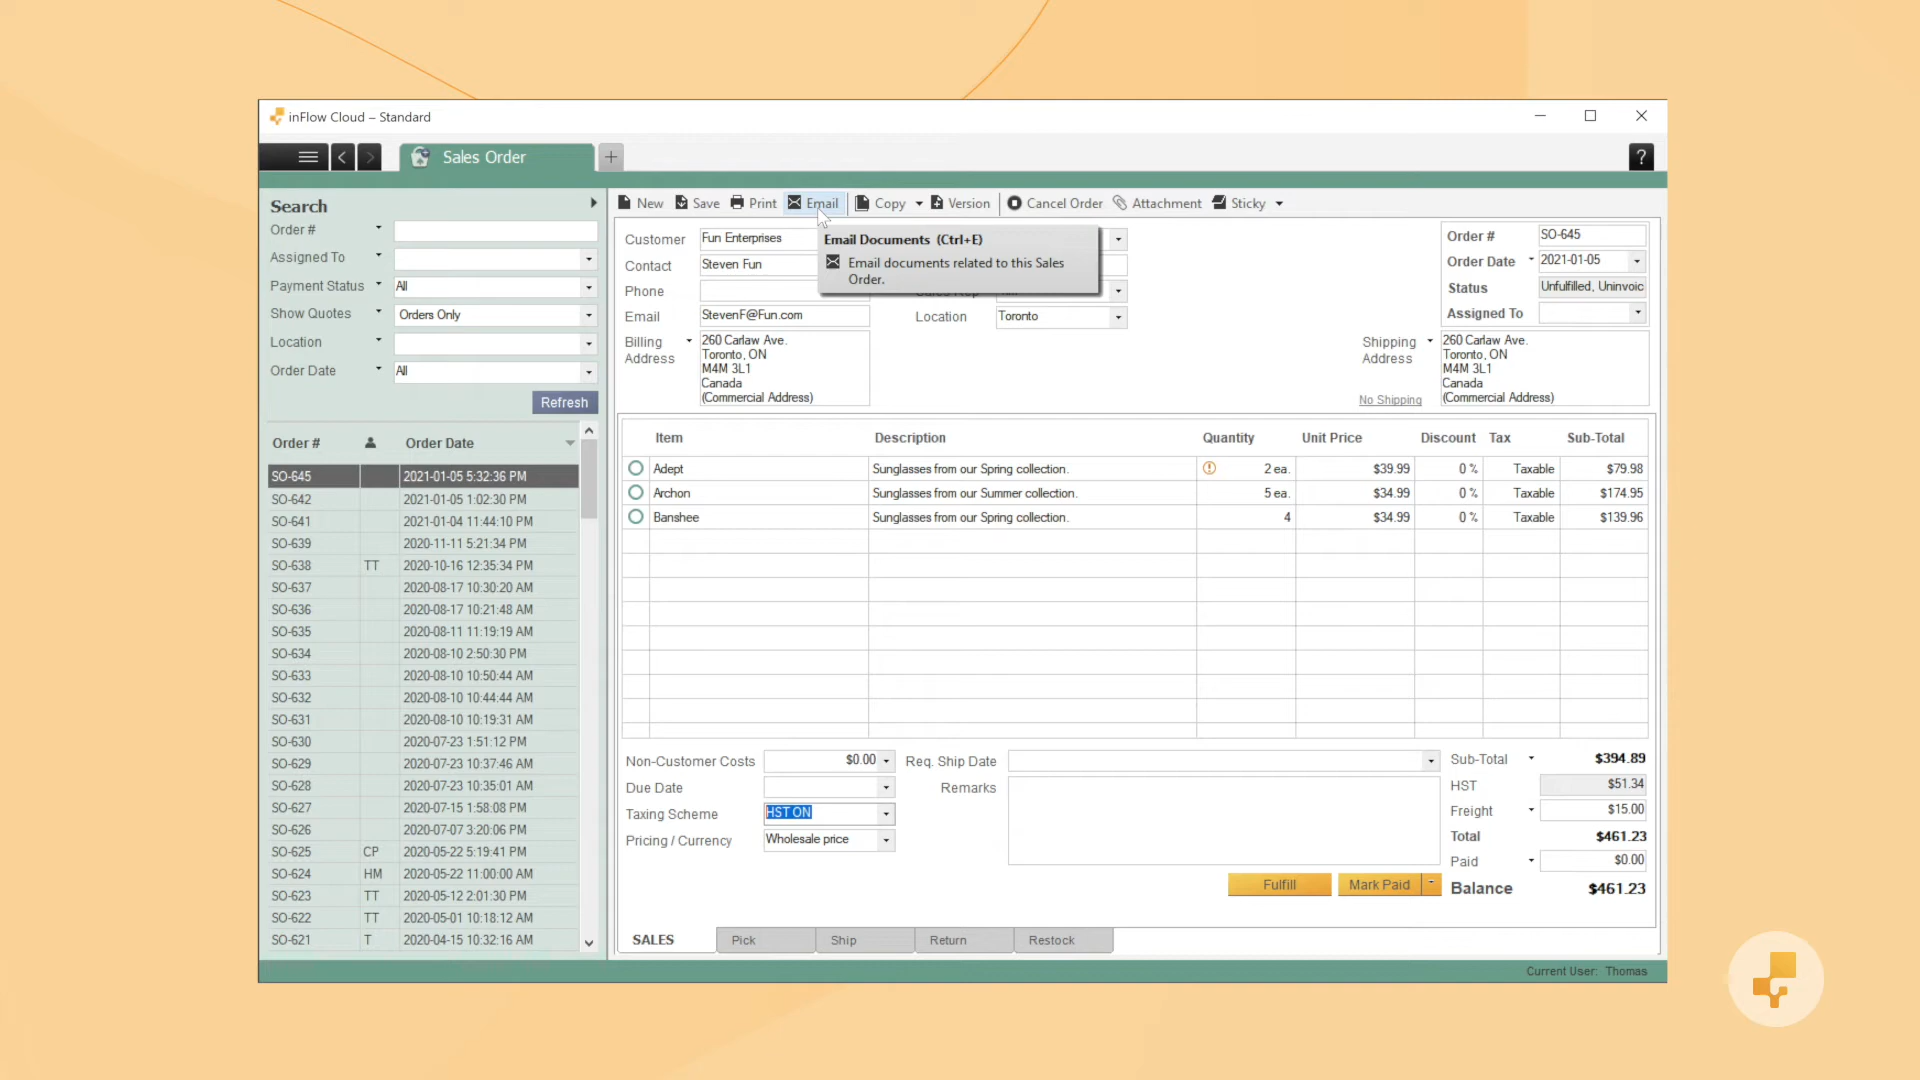 inFlow Cloud – Standard
Sales Order
+
?
Search
Order #
Assigned To
Payment Status All
Show Quotes Orders Only
Location
Order Date All
Refresh
Order # Order Date
SO-645 2021-01-05 5:32:36 PM
SO-642 2021-01-05 1:02:30 PM
SO-641 2021-01-04 11:44:10 PM
SO-639 2020-11-11 5:21:34 PM
SO-638 TT 2020-10-16 12:35:34 PM
SO-637 2020-08-17 10:30:20 AM
SO-636 2020-08-17 10:21:48 AM
SO-635 2020-08-11 11:19:19 AM
SO-634 2020-08-10 2:50:30 PM
SO-633 2020-08-10 10:50:44 AM
SO-632 2020-08-10 10:44:44 AM
SO-631 2020-08-10 10:19:31 AM
SO-630 2020-07-23 1:51:12 PM
SO-629 2020-07-23 10:37:46 AM
SO-628 2020-07-23 10:35:01 AM
SO-627 2020-07-15 1:58:08 PM
SO-626 2020-07-07 3:20:06 PM
SO-625 CP 2020-05-22 5:19:41 PM
SO-624 HM 2020-05-22 11:00:00 AM
SO-623 TT 2020-05-12 2:01:30 PM
SO-622 TT 2020-05-01 10:18:12 AM
SO-621 T 2020-04-15 10:32:16 AM
New Save Print Email Copy Version Cancel Order Attachment Sticky
Email Documents (Ctrl+E)
Email documents related to this Sales
Order.
Customer Fun Enterprises
Contact Steven Fun
Phone
Email StevenF@Fun.com
Billing
Address
260 Carlaw Ave.
Toronto, ON
M4M 3L1
Canada
(Commercial Address)
Location Toronto
Order # SO-645
Order Date 2021-01-05
Status Unfulfilled, Uninvoic
Assigned To
Shipping
Address
No Shipping
260 Carlaw Ave.
Toronto, ON
M4M 3L1
Canada
(Commercial Address)
Item Description Quantity Unit Price Discount Tax Sub-Total
Adept Sunglasses from our Spring collection. 2 ea. $39.99 0 % Taxable $79.98
Archon Sunglasses from our Summer collection. 5 ea. $34.99 0 % Taxable $174.95
Banshee Sunglasses from our Spring collection. 4 $34.99 0 % Taxable $139.96
Non-Customer Costs $0.00
Due Date
Taxing Scheme HST ON
Pricing / Currency Wholesale price
Req. Ship Date
Remarks
Sub-Total $394.89
HST $51.34
Freight $15.00
Total $461.23
Paid $0.00
Balance $461.23
Fulfill Mark Paid
SALES Pick Ship Return Restock
Current User: Thomas